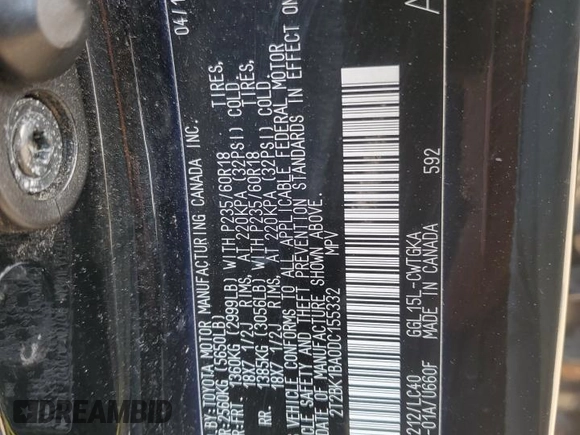 BY:TOYOTA MOTOR MANUFACTURING CANADA INC. 04/1
R-2560KG (5650LB)
R-FR. 1360KG (2999LB) WITH P235/60R18 TIRES,
18X7 1/2J RIMS, AT 220KPA (32PSI) COLD.
RR. 1385KG (3056LB) WITH P235/60R18 TIRES,
18X7 1/2J RIMS, AT 220KPA (32PSI) COLD.
S VEHICLE CONFORMS TO ALL APPLICABLE FEDERAL MOTOR
VEHICLE SAFETY AND THEFT PREVENTION STANDARDS IN EFFECT ON
DATE OF MANUFACTURE SHOWN ABOVE.
2T2BK1BA0DC155332 MPV
A
212/LC40 GGL15L-CWTGKA 592
-01A/U660F MADE IN CANADA